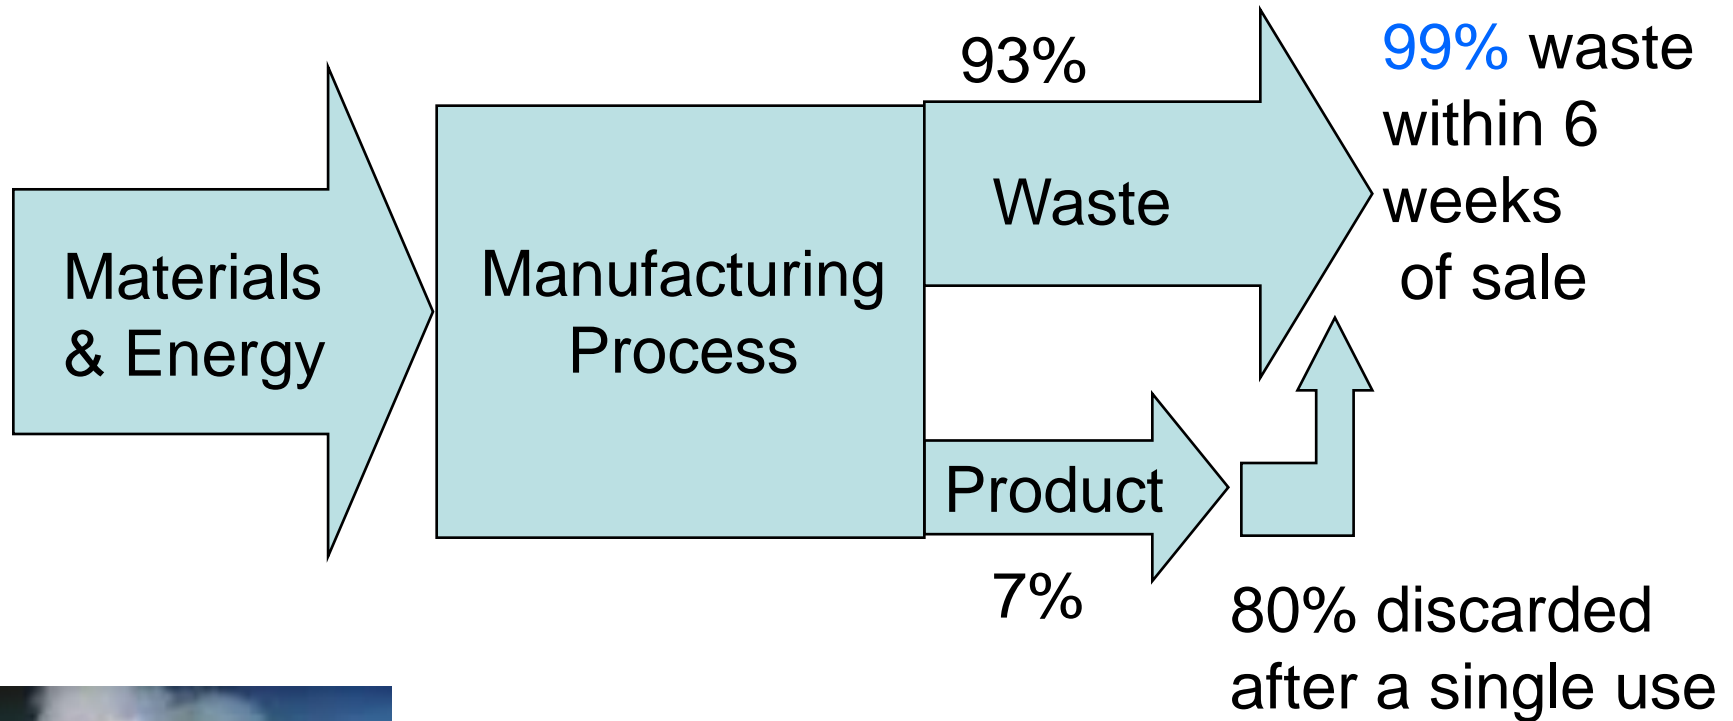 Materials
& Energy
Manufacturing
Process
93%
Waste
99% waste
within 6
weeks
of sale
Product
7%
80% discarded
after a single use